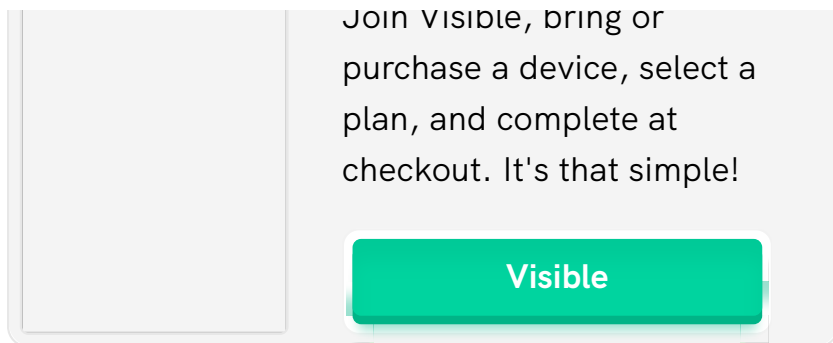 Join Visible, bring or
purchase a device, select a
plan, and complete at
checkout. It's that simple!
Visible